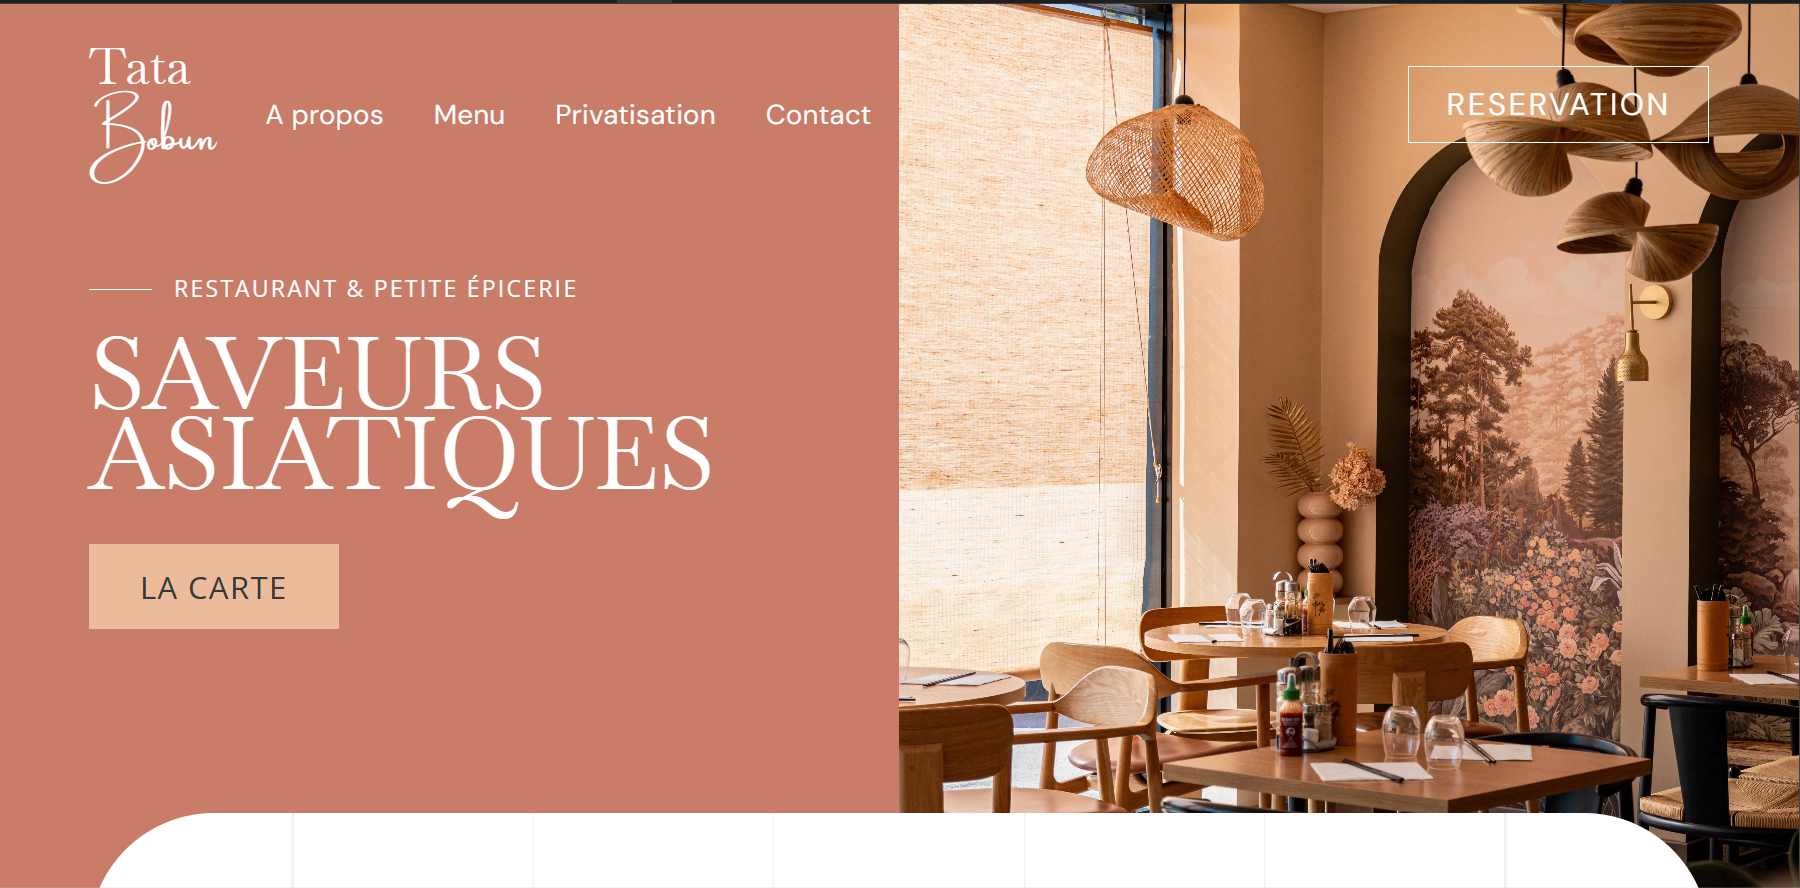 Tata
Bobun
A propos
Menu
Privatisation
Contact
RESERVATION
RESTAURANT & PETITE ÉPICERIE
SAVEURS
ASIATIQUES
LA CARTE